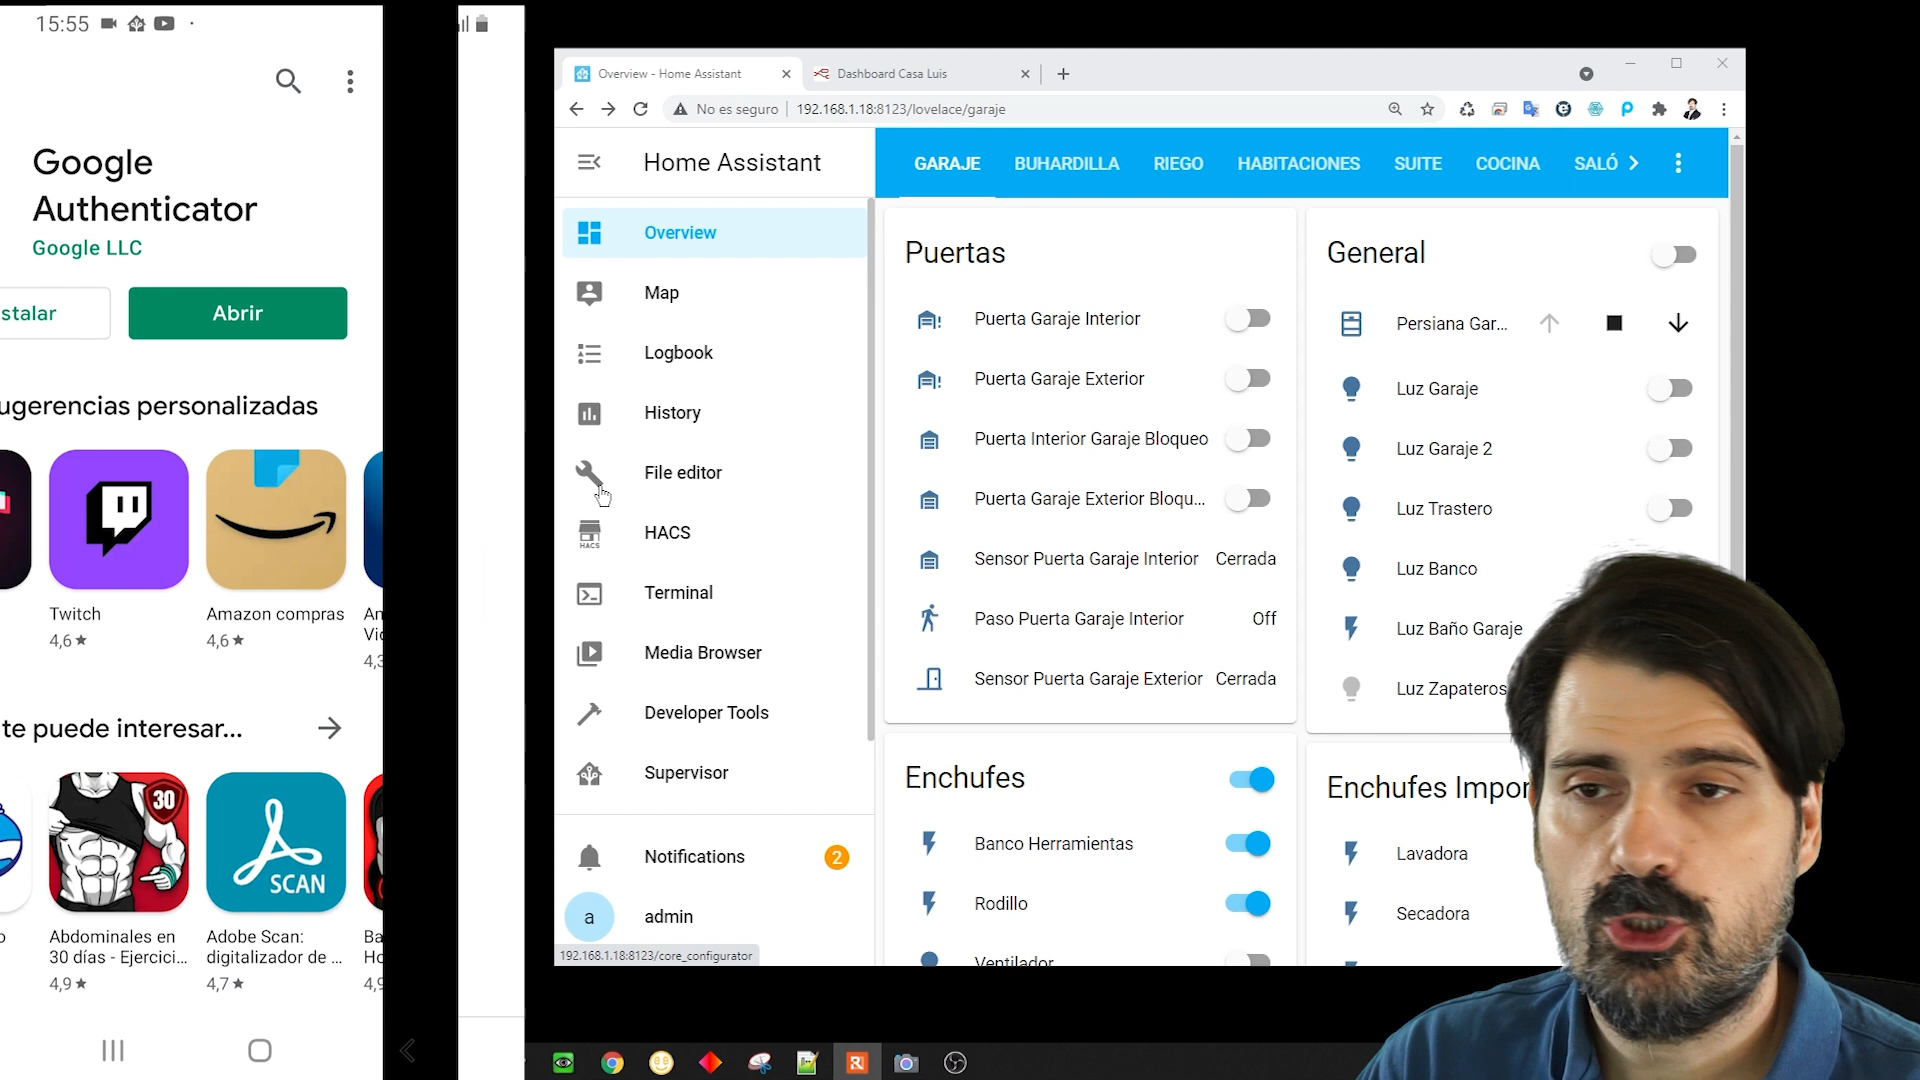 15:55
Google
Authenticator
Google LLC
stalar
Abrir
ugerencias personalizadas
Twitch
4,6★
Amazon compras
4,6★
4,3
te puede interesar...
30
SCAN
Abdominales en
30 días - Ejercici...
4,9★
Adobe Scan:
digitalizador de ...
4,7★
4,9
Overview - Home Assistant
Dashboard Casa Luis
No es seguro
192.168.1.18:8123/lovelace/garaje
Home Assistant
GARAJE
BUHARDILLA
RIEGO
HABITACIONES
SUITE
COCINA
SALÓ
Overview
Map
Logbook
History
File editor
HACS
HACS
Terminal
Media Browser
Developer Tools
Supervisor
Notifications
2
a
admin
192.168.1.18:8123/core_configurator
Puertas
Puerta Garaje Interior
Puerta Garaje Exterior
Puerta Interior Garaje Bloqueo
Puerta Garaje Exterior Bloqu...
Sensor Puerta Garaje Interior Cerrada
Paso Puerta Garaje Interior Off
Sensor Puerta Garaje Exterior Cerrada
Enchufes
Banco Herramientas
Rodillo
Ventilador
General
Persiana Gar...
Luz Garaje
Luz Garaje 2
Luz Trastero
Luz Banco
Luz Baño Garaje
Luz Zapateros
Enchufes Impor
Lavadora
Secadora